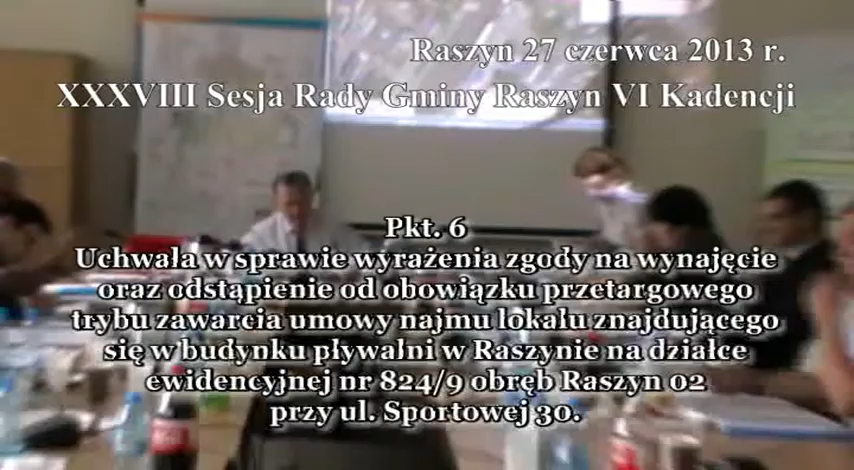 Raszyn 27 czerwca 2013 r.
XXXVIII Sesja Rady Gminy Raszyn VI Kadencji
Pkt. 6
Uchwała w sprawie wyrażenia zgody na wynajęcie
oraz odstąpienie od obowiązku przetargowego
trybu zawarcia umowy najmu lokalu znajdującego
się w budynku pływalni w Raszynie na działce
ewidencyjnej nr 824/9 obręb Raszyn 02
przy ul. Sportowej 30.